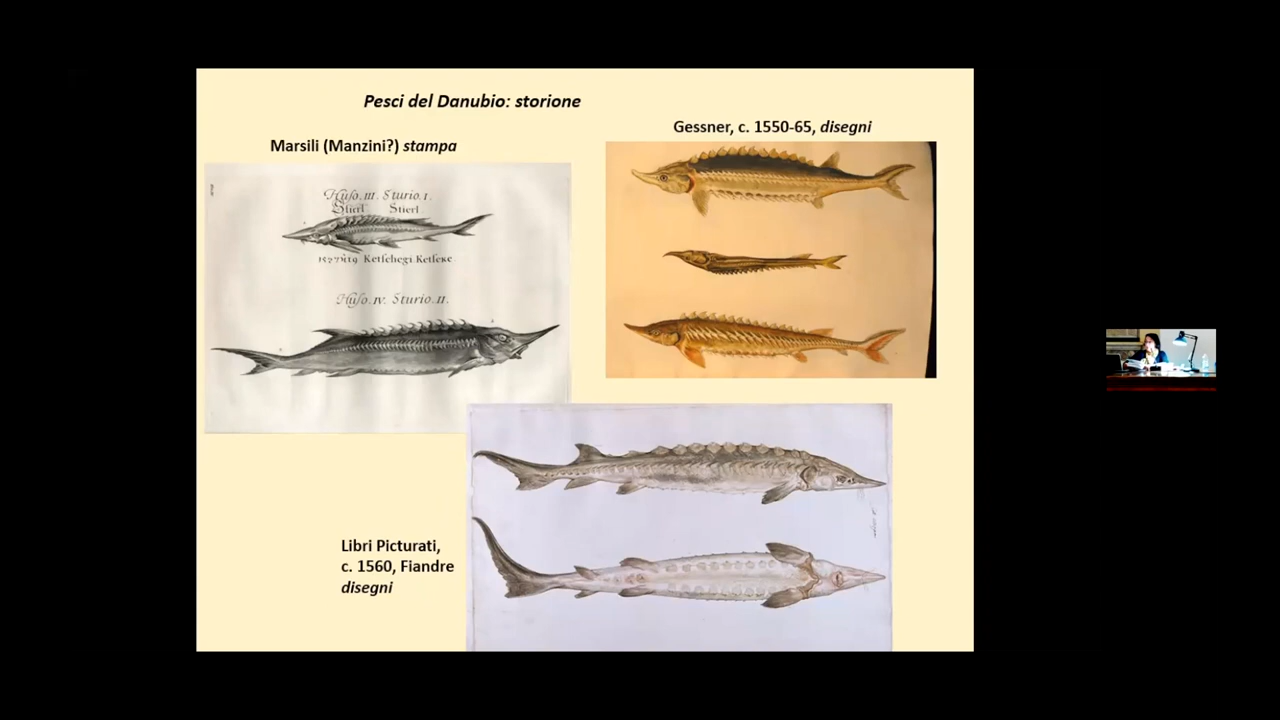 Pesci del Danubio: storione
Marsili (Manzini?) stampa
Gessner, c. 1550-65, disegni
Huso. III. Sturio. I.
Stierl Stierl
Ketschegi Ketseke
Huso. IV. Sturio. II.
Libri Picturati,
c. 1560, Fiandre
disegni